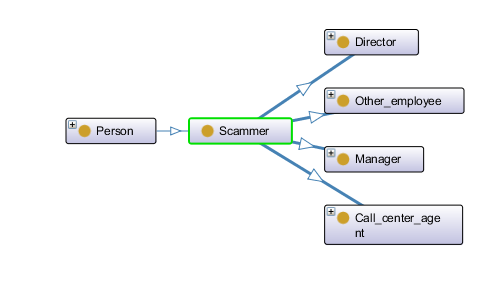 Director
Other_employee
Person
Scammer
Manager
Call_center_age
nt